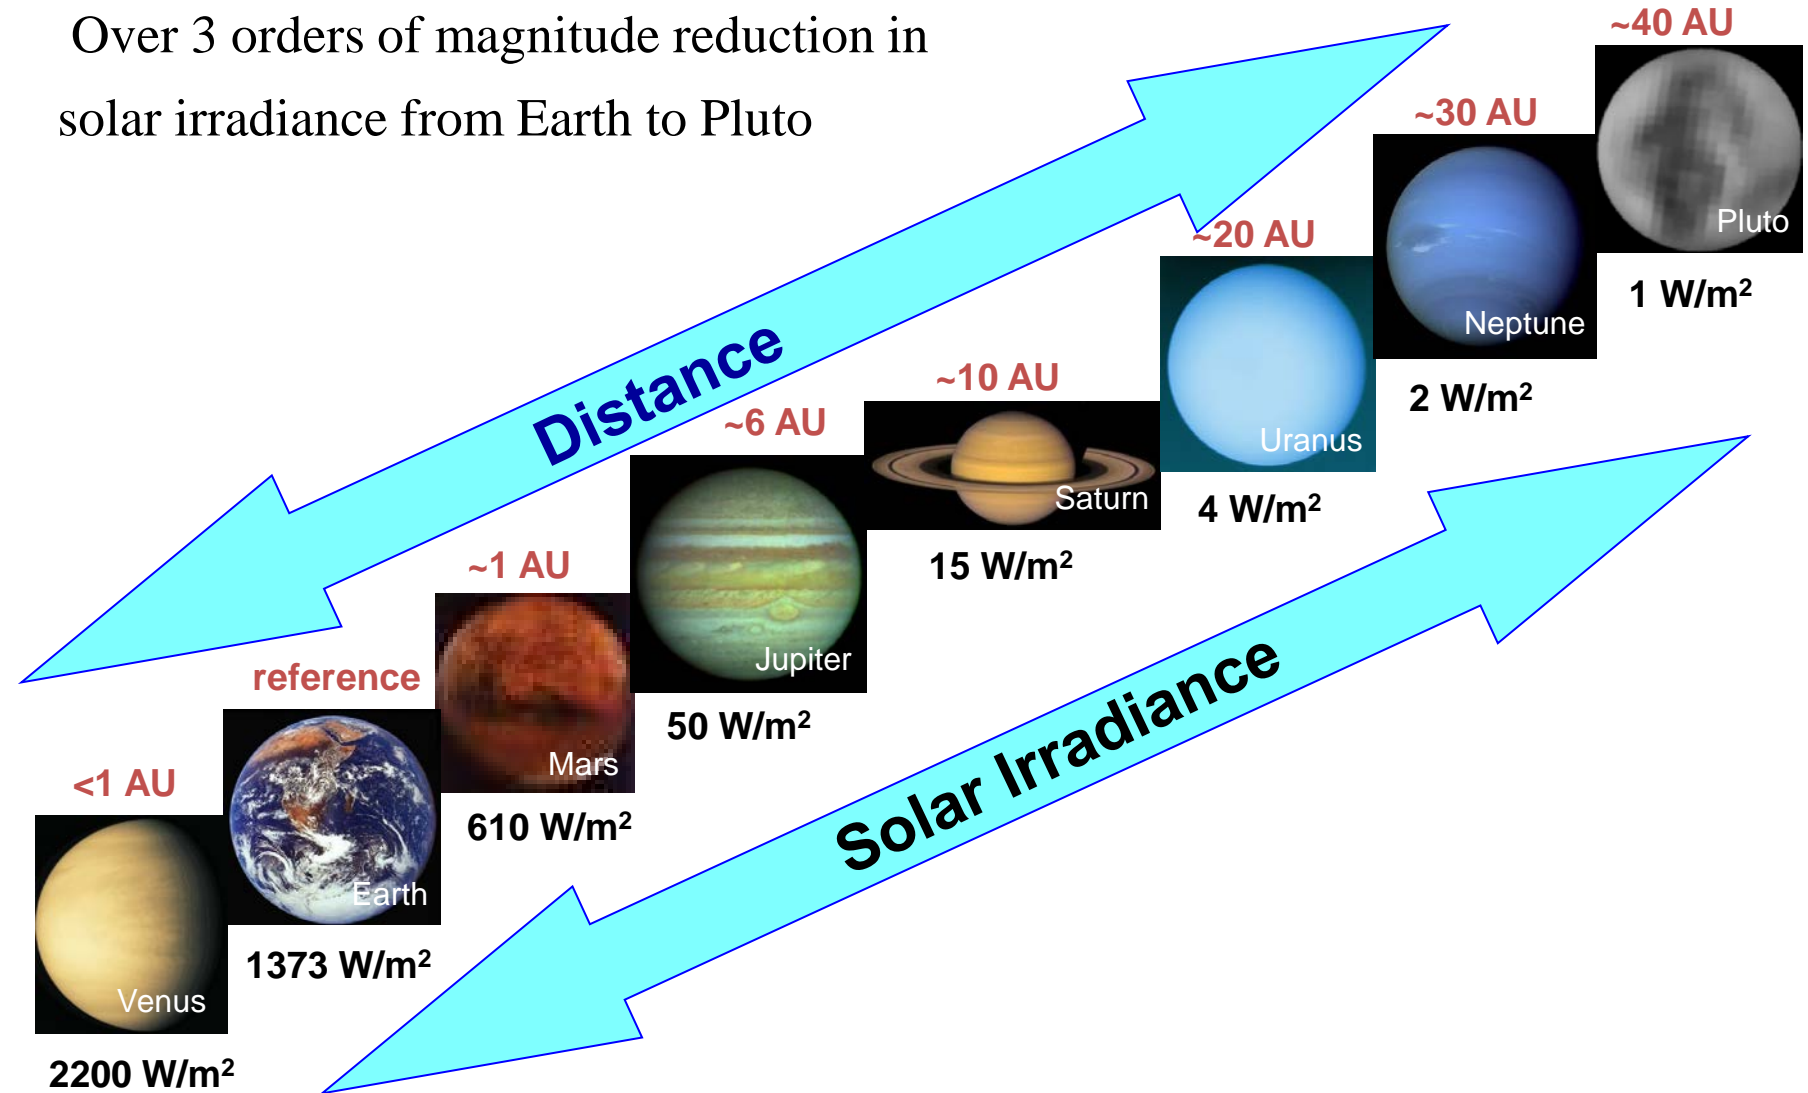 Over 3 orders of magnitude reduction in
solar irradiance from Earth to Pluto
Distance
Solar Irradiance
<1 AU
Venus
2200 W/m²
reference
Earth
1373 W/m²
~1 AU
Mars
610 W/m²
~6 AU
Jupiter
50 W/m²
~10 AU
Saturn
15 W/m²
~20 AU
Uranus
4 W/m²
~30 AU
Neptune
2 W/m²
~40 AU
Pluto
1 W/m²